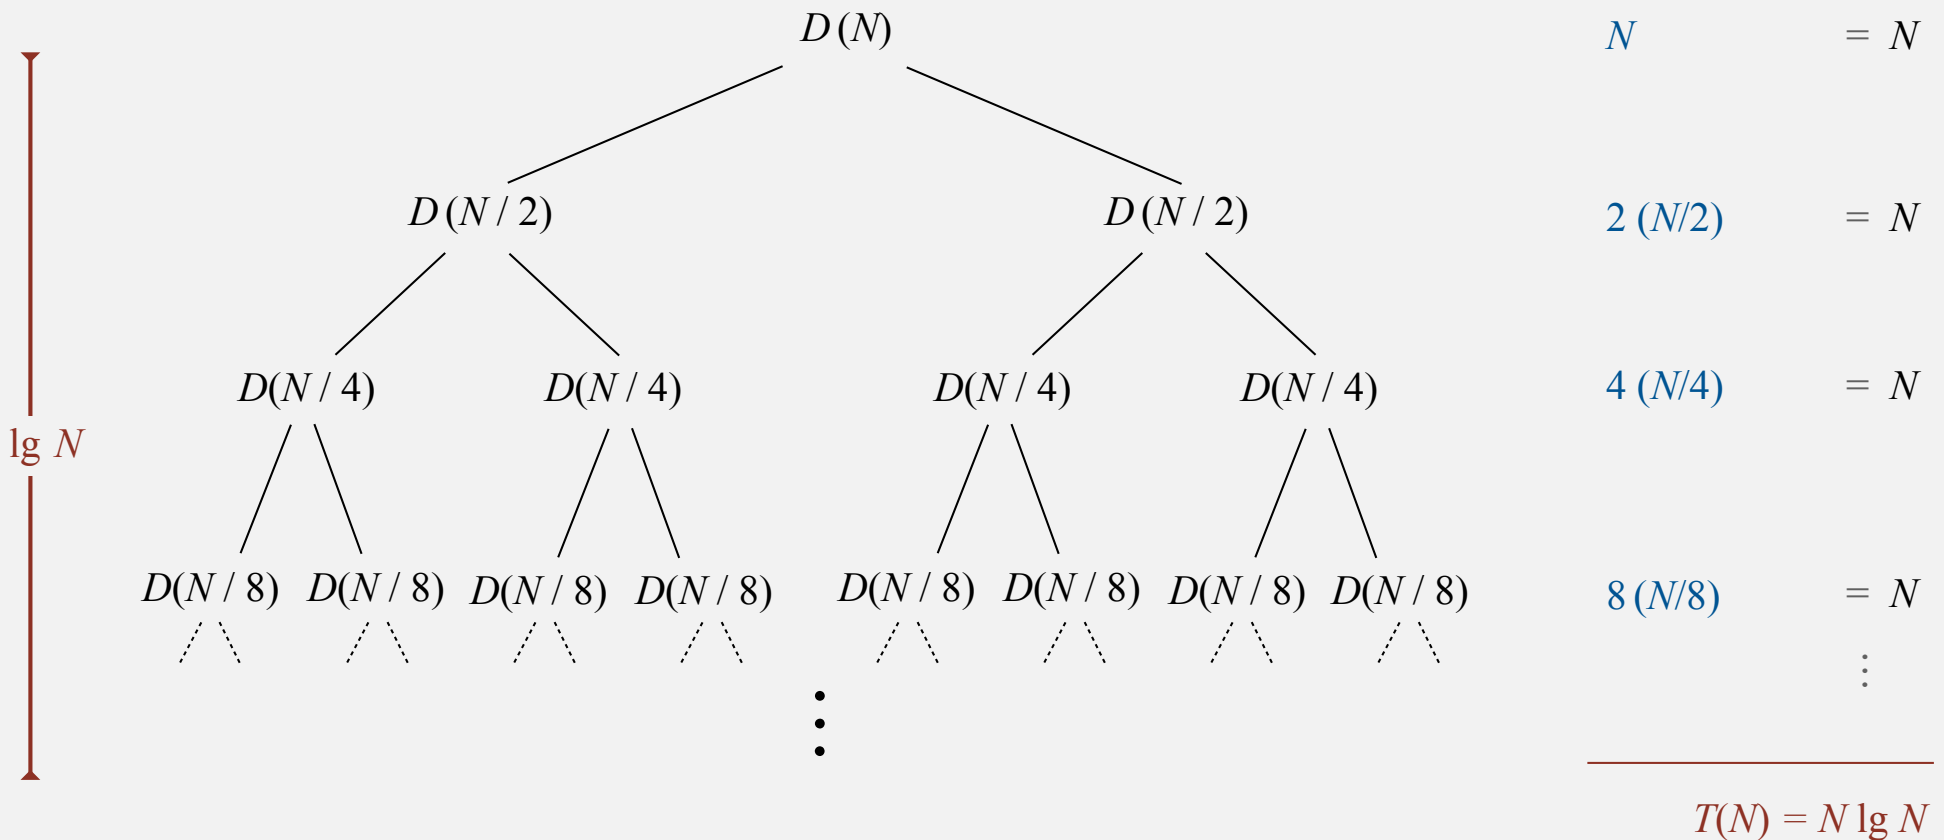 D (N) N = N
D (N / 2) D (N / 2) 2 (N/2) = N
D(N / 4) D(N / 4) D(N / 4) D(N / 4) 4 (N/4) = N
lg N
D(N / 8) D(N / 8) D(N / 8) D(N / 8) D(N / 8) D(N / 8) D(N / 8) D(N / 8) 8 (N/8) = N
⋮
⋮
T(N) = N lg N